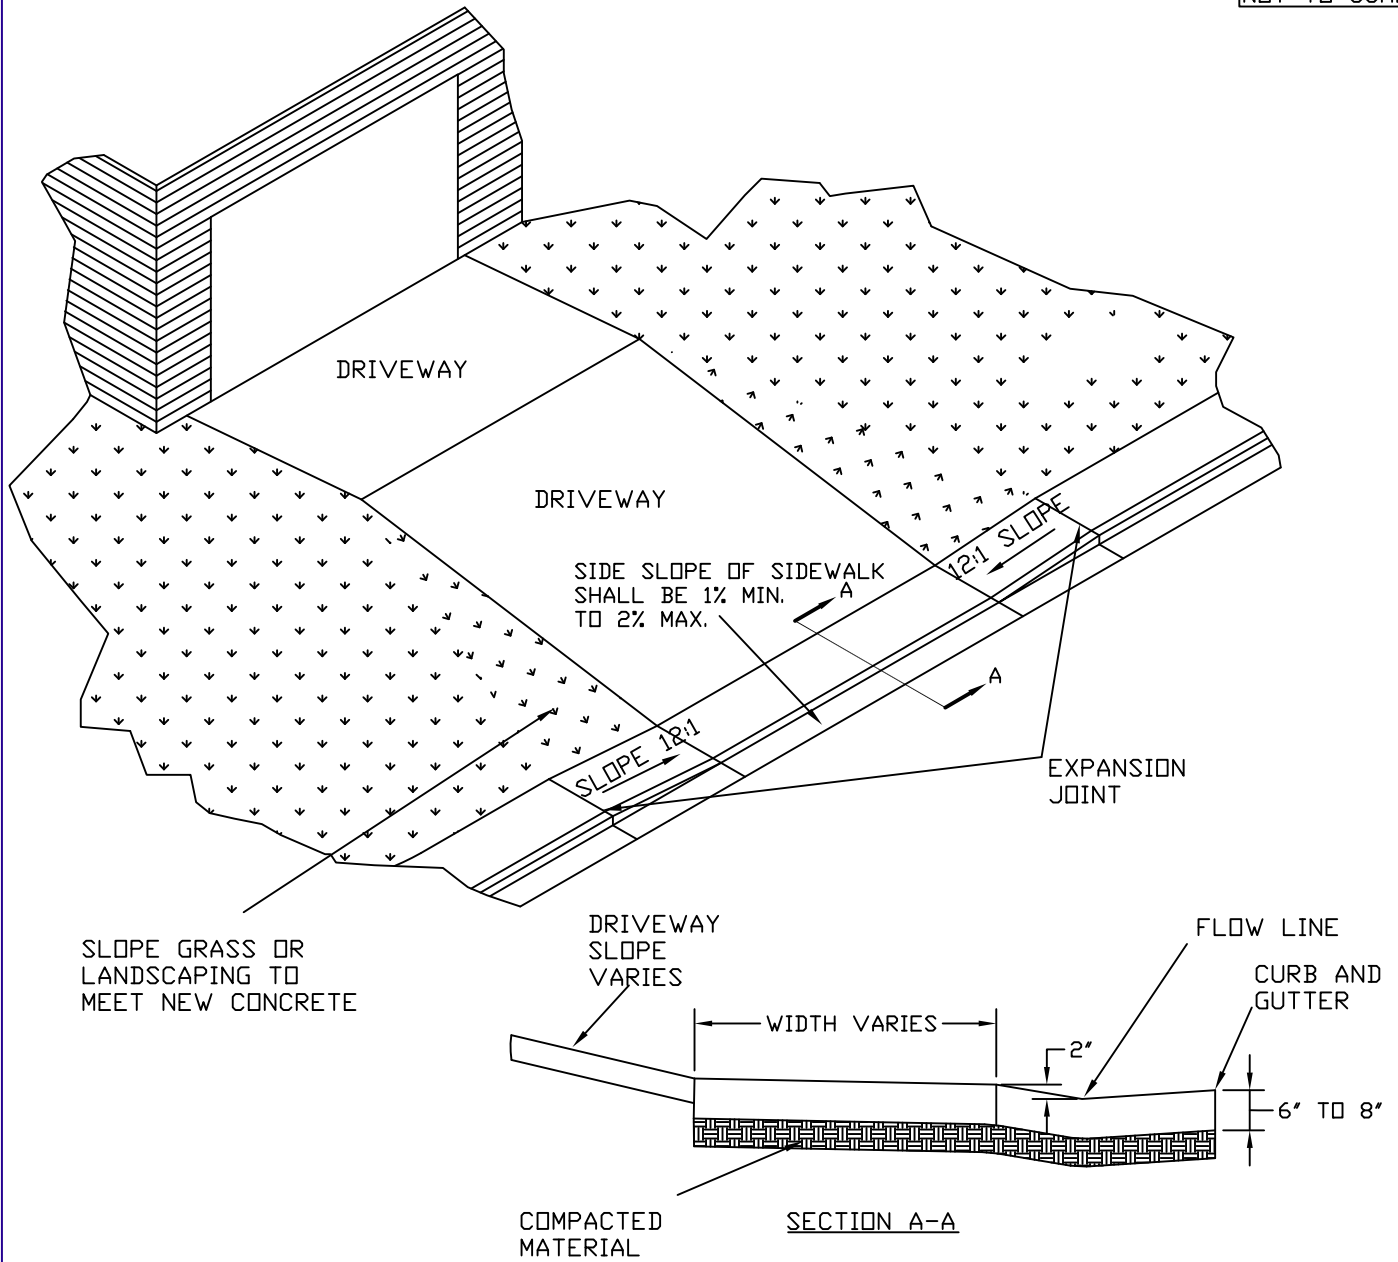 DRIVEWAY
DRIVEWAY
12:1 SLOPE
SIDE SLOPE OF SIDEWALK
SHALL BE 1% MIN.
TO 2% MAX.
A
A
SLOPE 12:1
EXPANSION
JOINT
SLOPE GRASS OR
LANDSCAPING TO
MEET NEW CONCRETE
DRIVEWAY
SLOPE
VARIES
FLOW LINE
CURB AND
GUTTER
WIDTH VARIES
2"
6" TO 8"
COMPACTED
MATERIAL
SECTION A-A